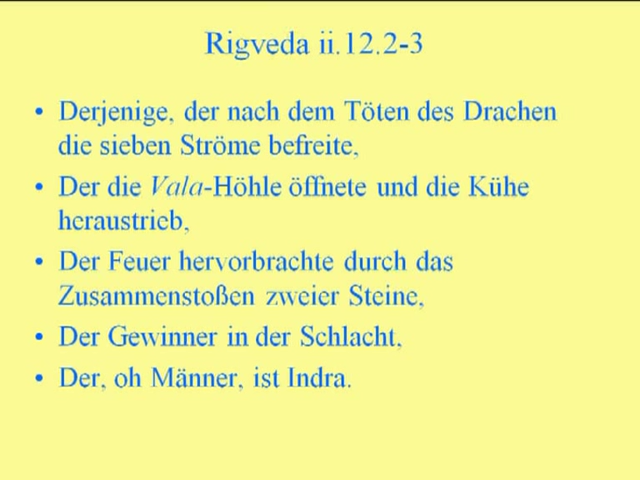 Rigveda ii.12.2-3
• Derjenige, der nach dem Töten des Drachen
die sieben Ströme befreite,
• Der die Vala-Höhle öffnete und die Kühe
heraustrieb,
• Der Feuer hervorbrachte durch das
Zusammenstoßen zweier Steine,
• Der Gewinner in der Schlacht,
• Der, oh Männer, ist Indra.